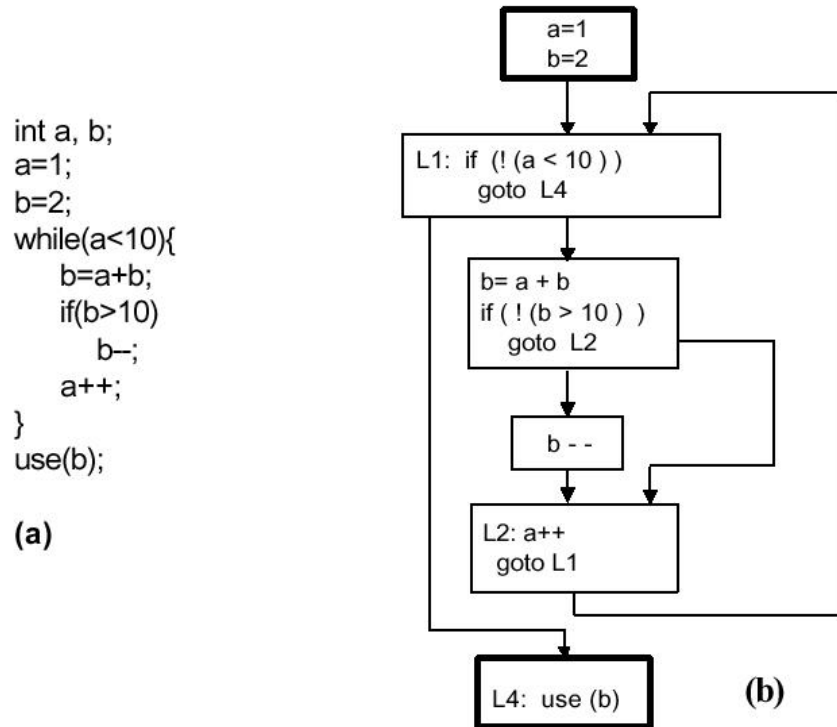 int a, b;
a=1;
b=2;
while(a<10){
b=a+b;
if(b>10)
b--;
a++;
}
use(b);
(a)
a=1
b=2
L1: if (! (a < 10 ) )
goto L4
b= a + b
if ( ! (b > 10 ) )
goto L2
b - -
L2: a++
goto L1
L4: use (b)
(b)